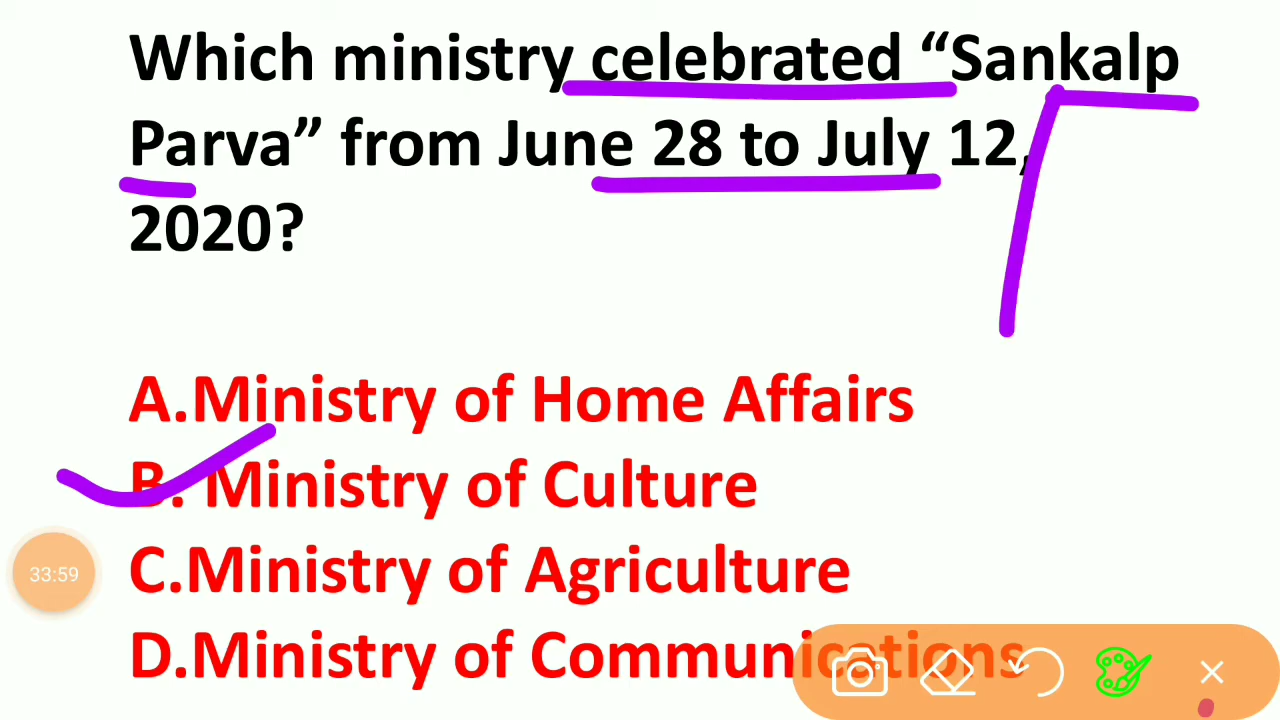 Which ministry celebrated “Sankalp
Parva” from June 28 to July 12,
2020?
A.Ministry of Home Affairs
B. Ministry of Culture
33:59
C.Ministry of Agriculture
D.Ministry of Communications